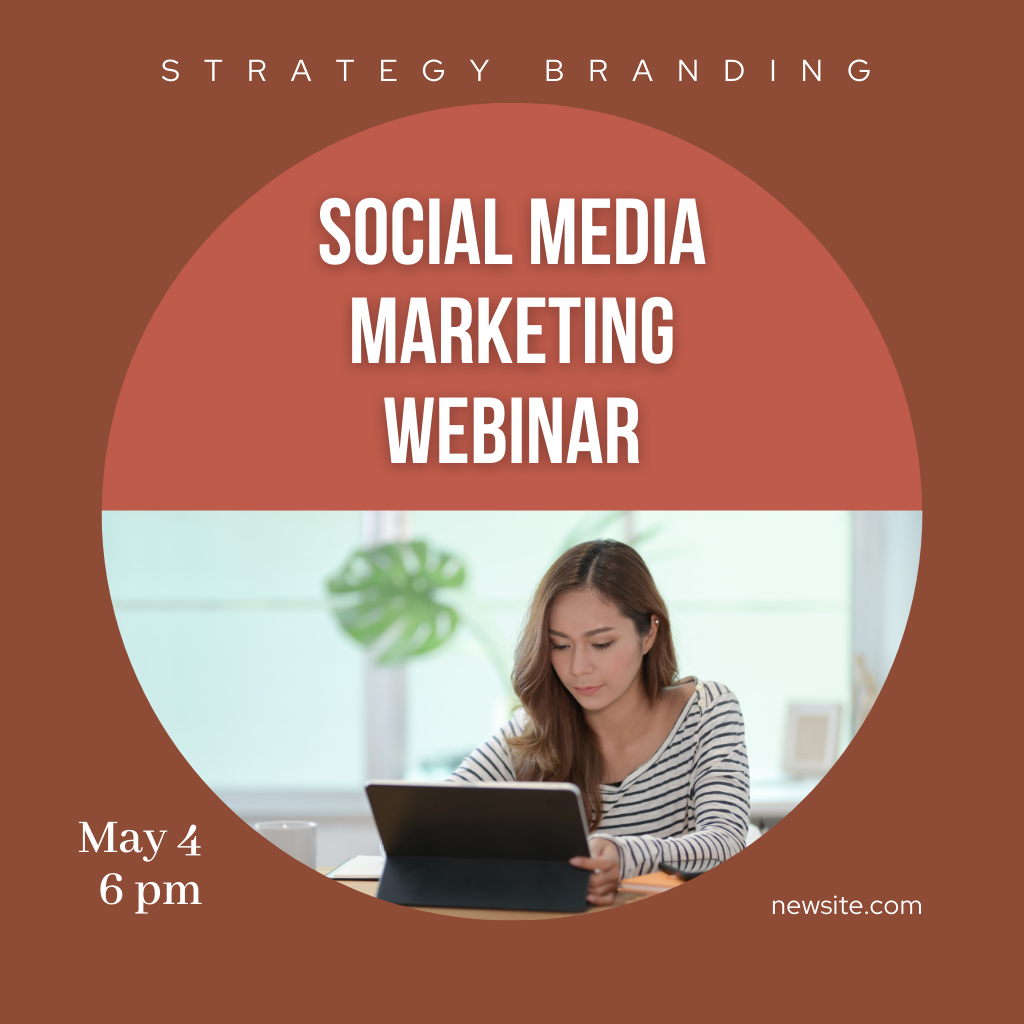 STRATEGY BRANDING
SOCIAL MEDIA
MARKETING
WEBINAR
May 4
6 pm
newsite.com